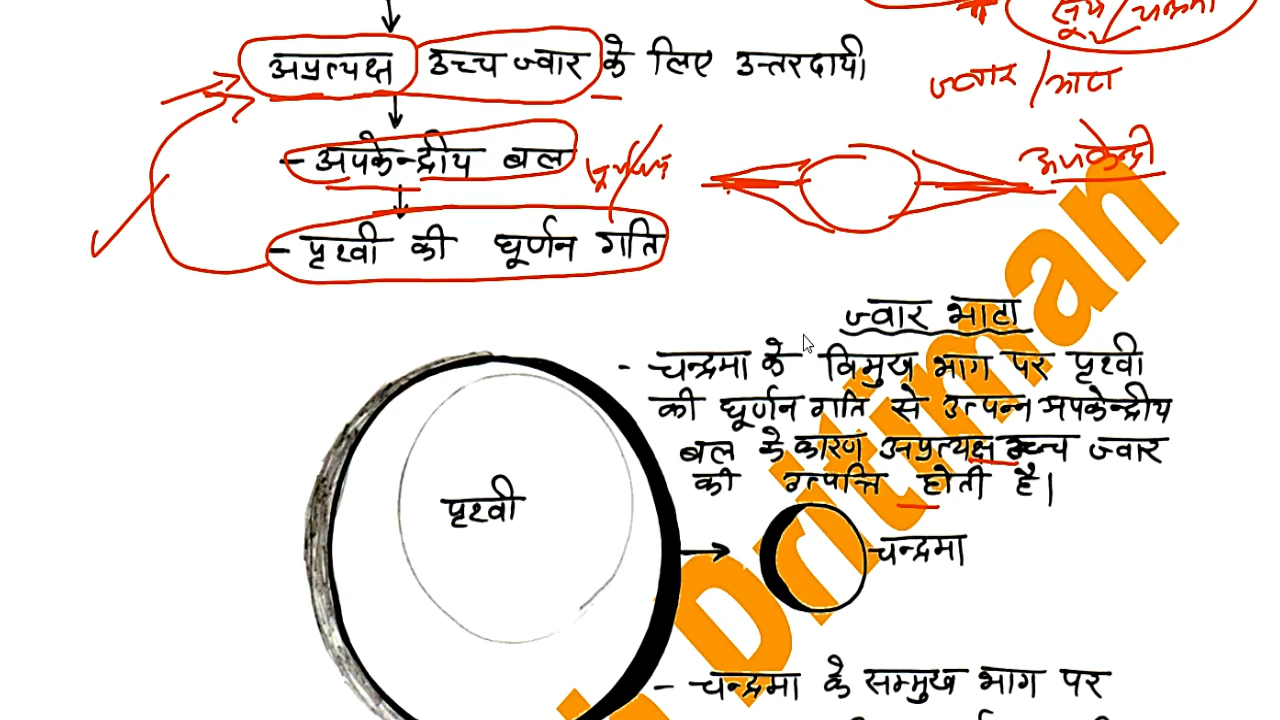 सूर्य / चन्द्रमा
अप्रत्यक्ष उच्च ज्वार के लिए उत्तरदायी
ज्वार / भाटा
- अपकेन्द्रीय बल
अपकेन्द्री
- पृथ्वी की घूर्णन गति
ज्वार भाटा
- चन्द्रमा के विमुख भाग पर पृथ्वी
की घूर्णन गति से उत्पन्न अपकेन्द्रीय
बल के कारण अप्रत्यक्ष उच्च ज्वार
की उत्पत्ति होती है।
पृथ्वी
चन्द्रमा
- चन्द्रमा के सम्मुख भाग पर
Dritman